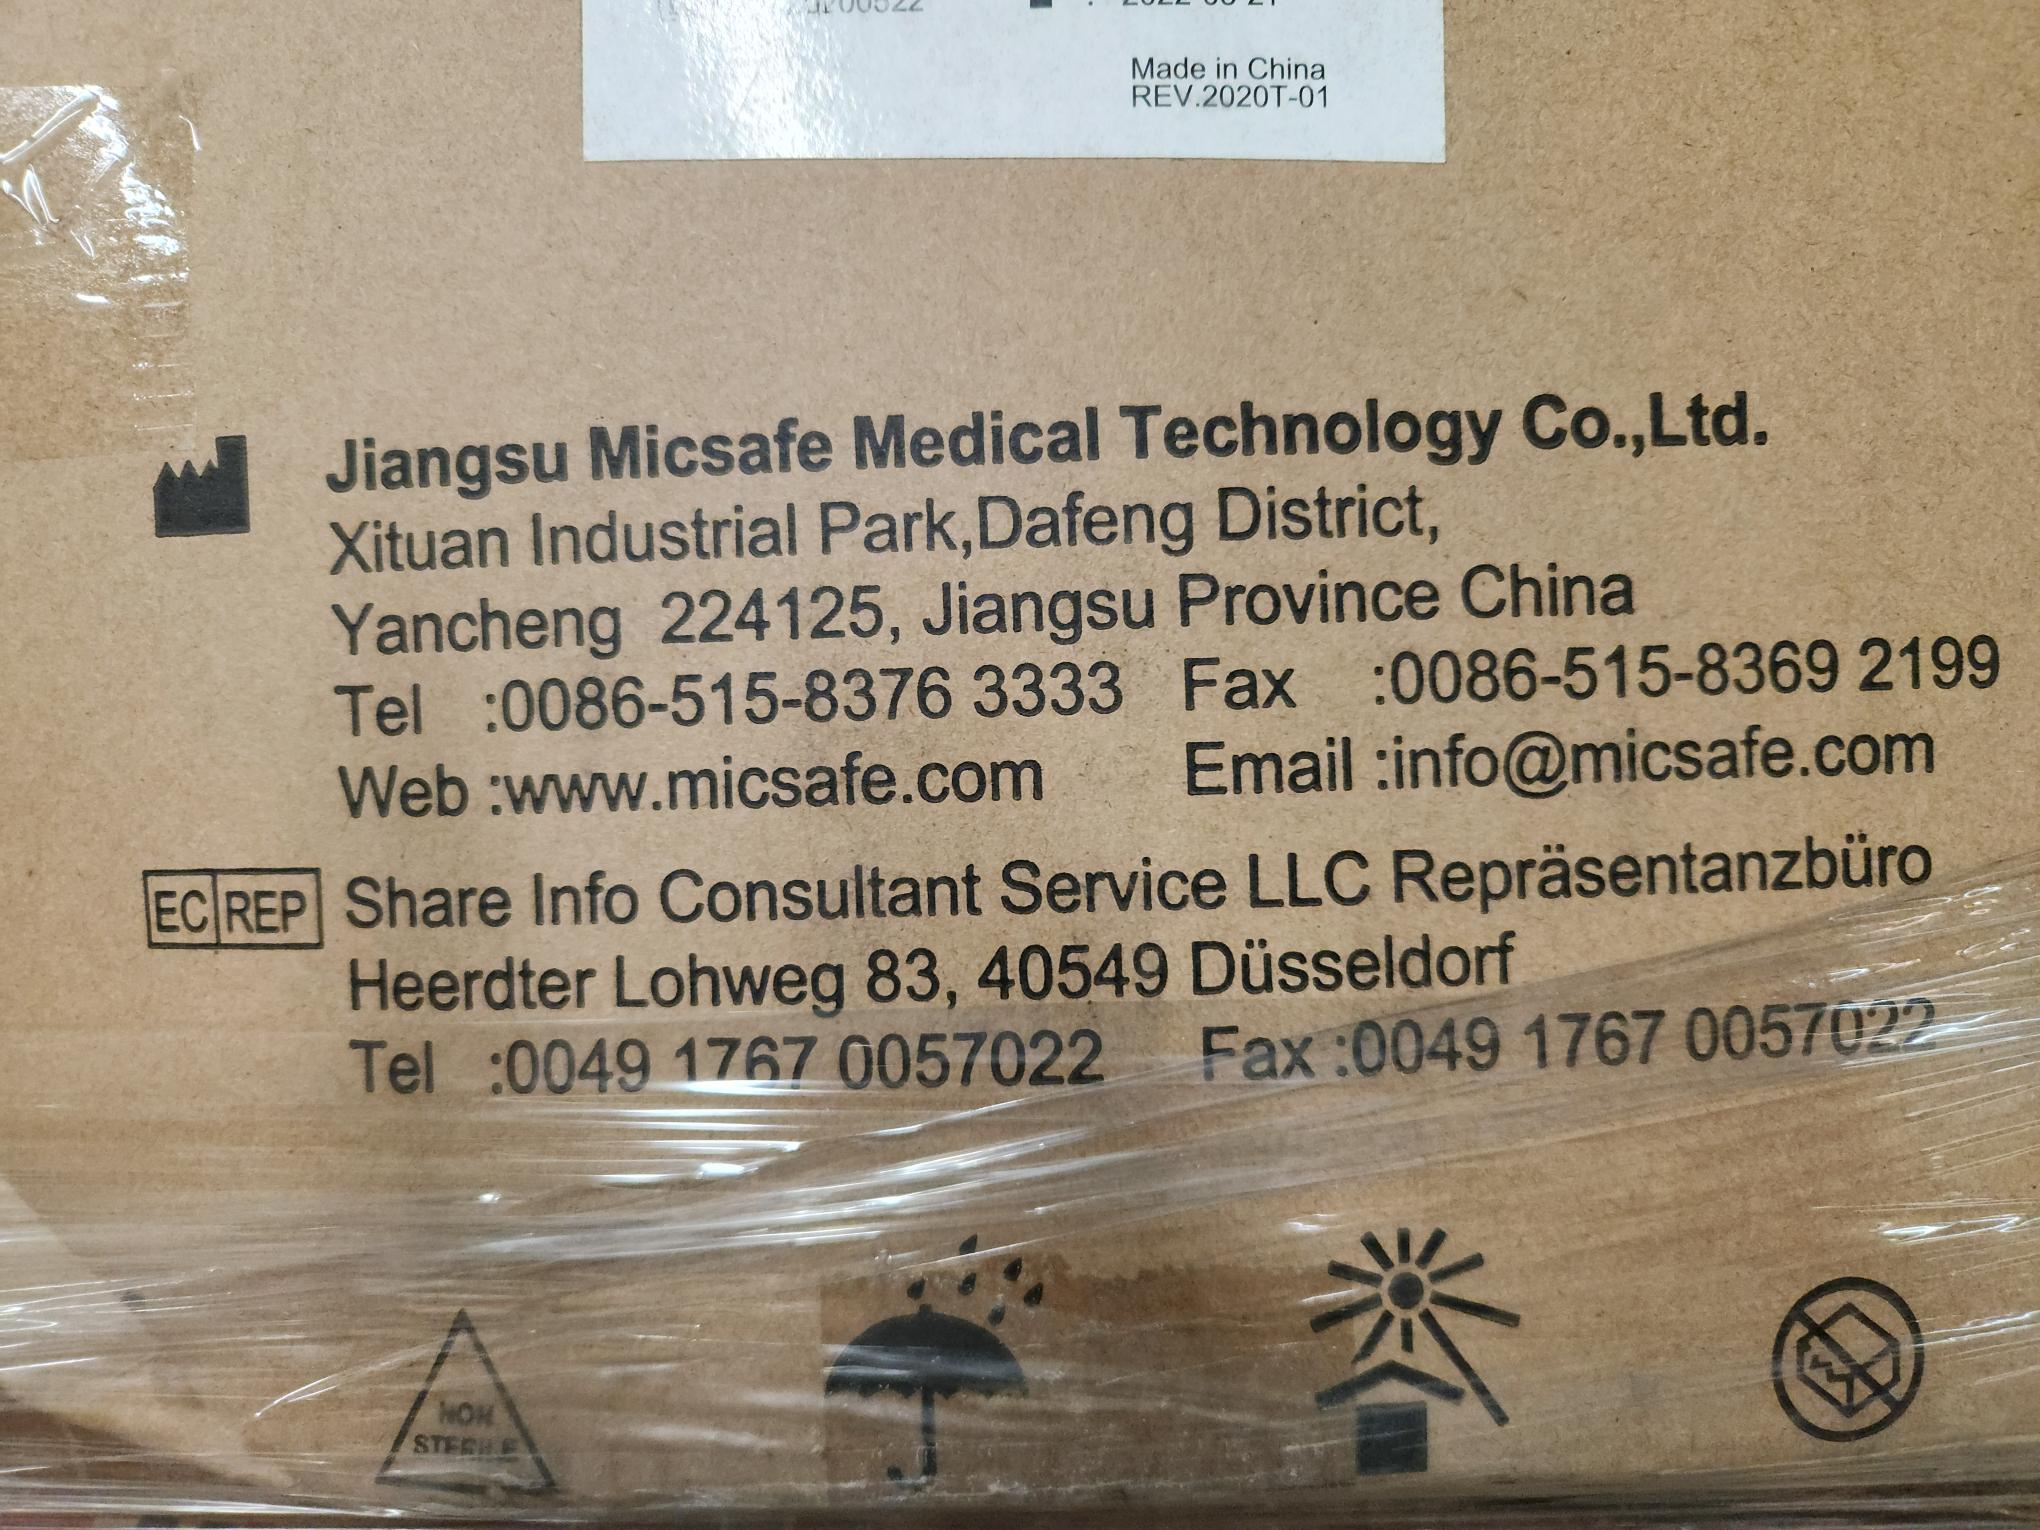 Made in China
REV.2020T-01
Jiangsu Micsafe Medical Technology Co.,Ltd.
Xituan Industrial Park,Dafeng District,
Yancheng 224125, Jiangsu Province China
Tel :0086-515-8376 3333 Fax :0086-515-8369 2199
Web :www.micsafe.com Email :info@micsafe.com
EC REP Share Info Consultant Service LLC Repräsentanzbüro
Heerdter Lohweg 83, 40549 Düsseldorf
Tel :0049 1767 0057022 Fax :0049 1767 0057022
NON
STERILE